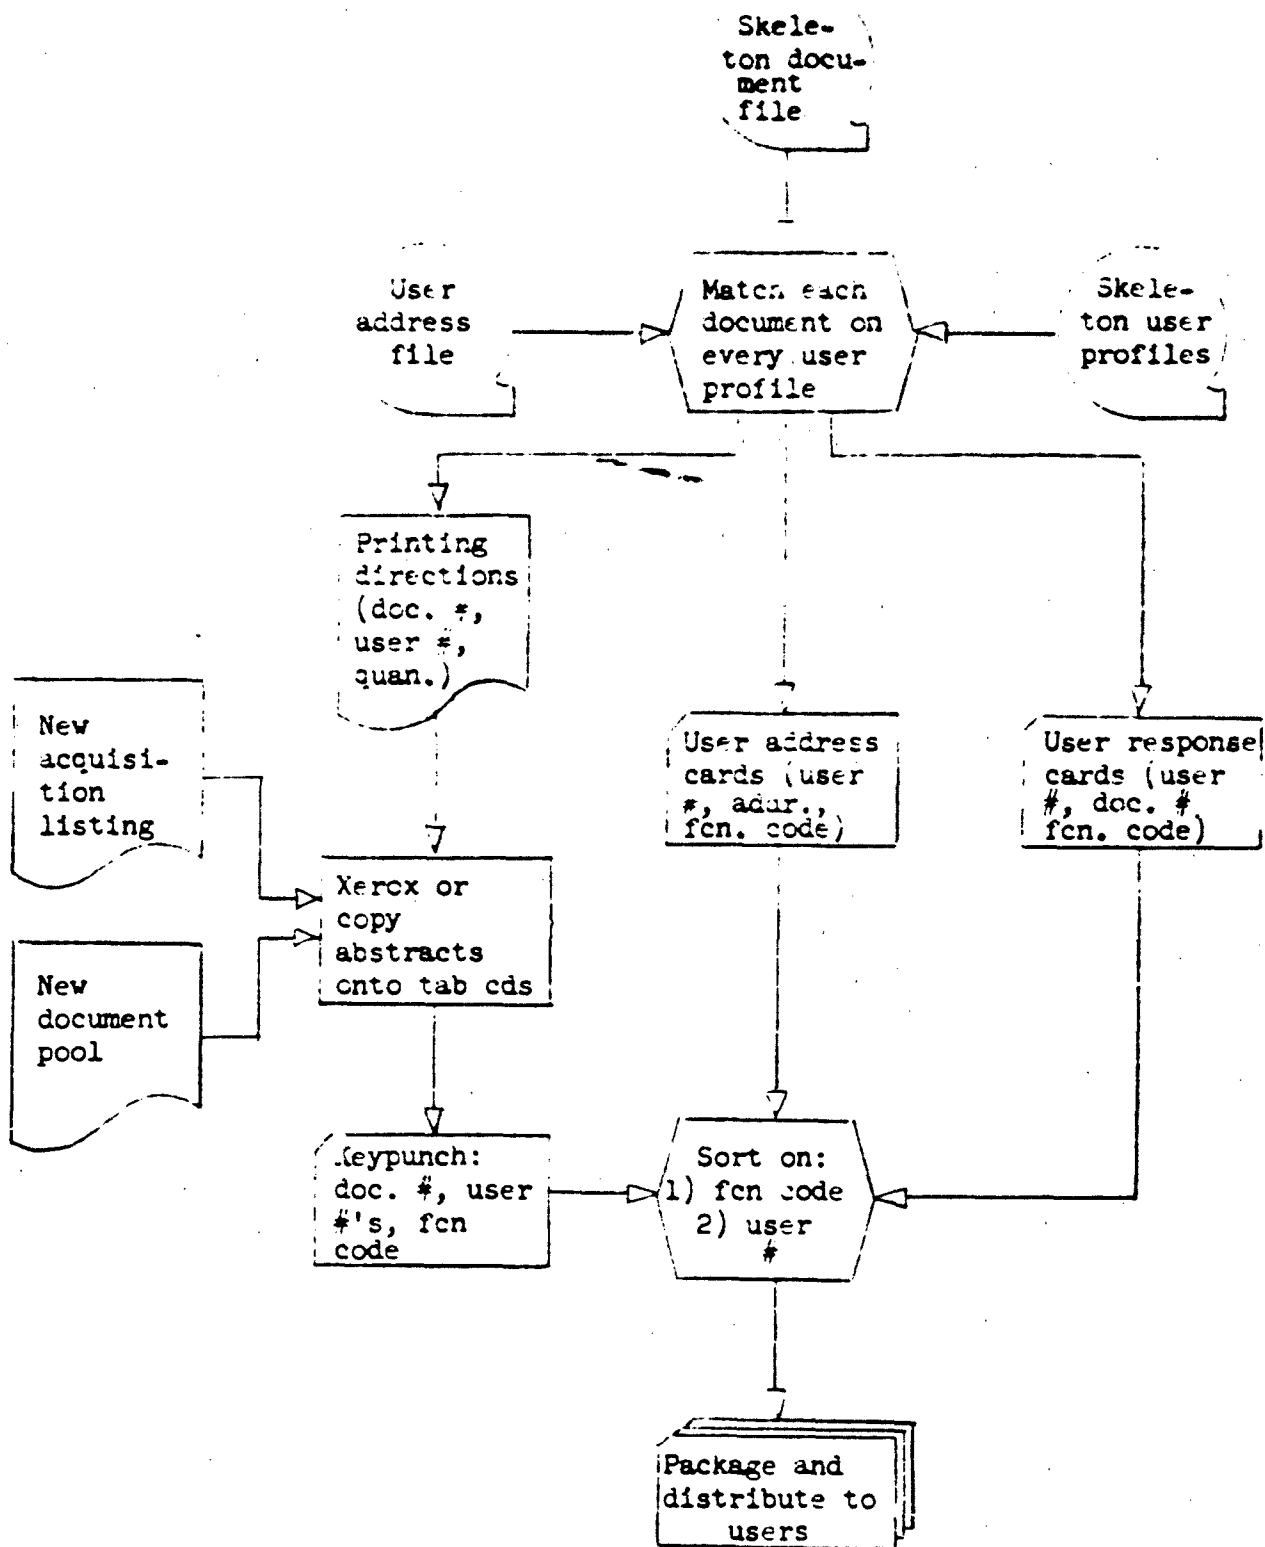 Skele-
ton docu-
ment
file
User
address
file
Match each
document on
every user
profile
Skele-
ton user
profiles
Printing
directions
(doc. #,
user #,
quan.)
New
acquisi-
tion
listing
User address
cards (user
#, addr.,
fcn. code)
User response
cards (user
#, doc. #
fcn. code)
Xerox or
copy
abstracts
onto tab cds
New
document
pool
Keypunch:
doc. #, user
#'s, fcn
code
Sort on:
1) fcn code
2) user
#
Package and
distribute to
users